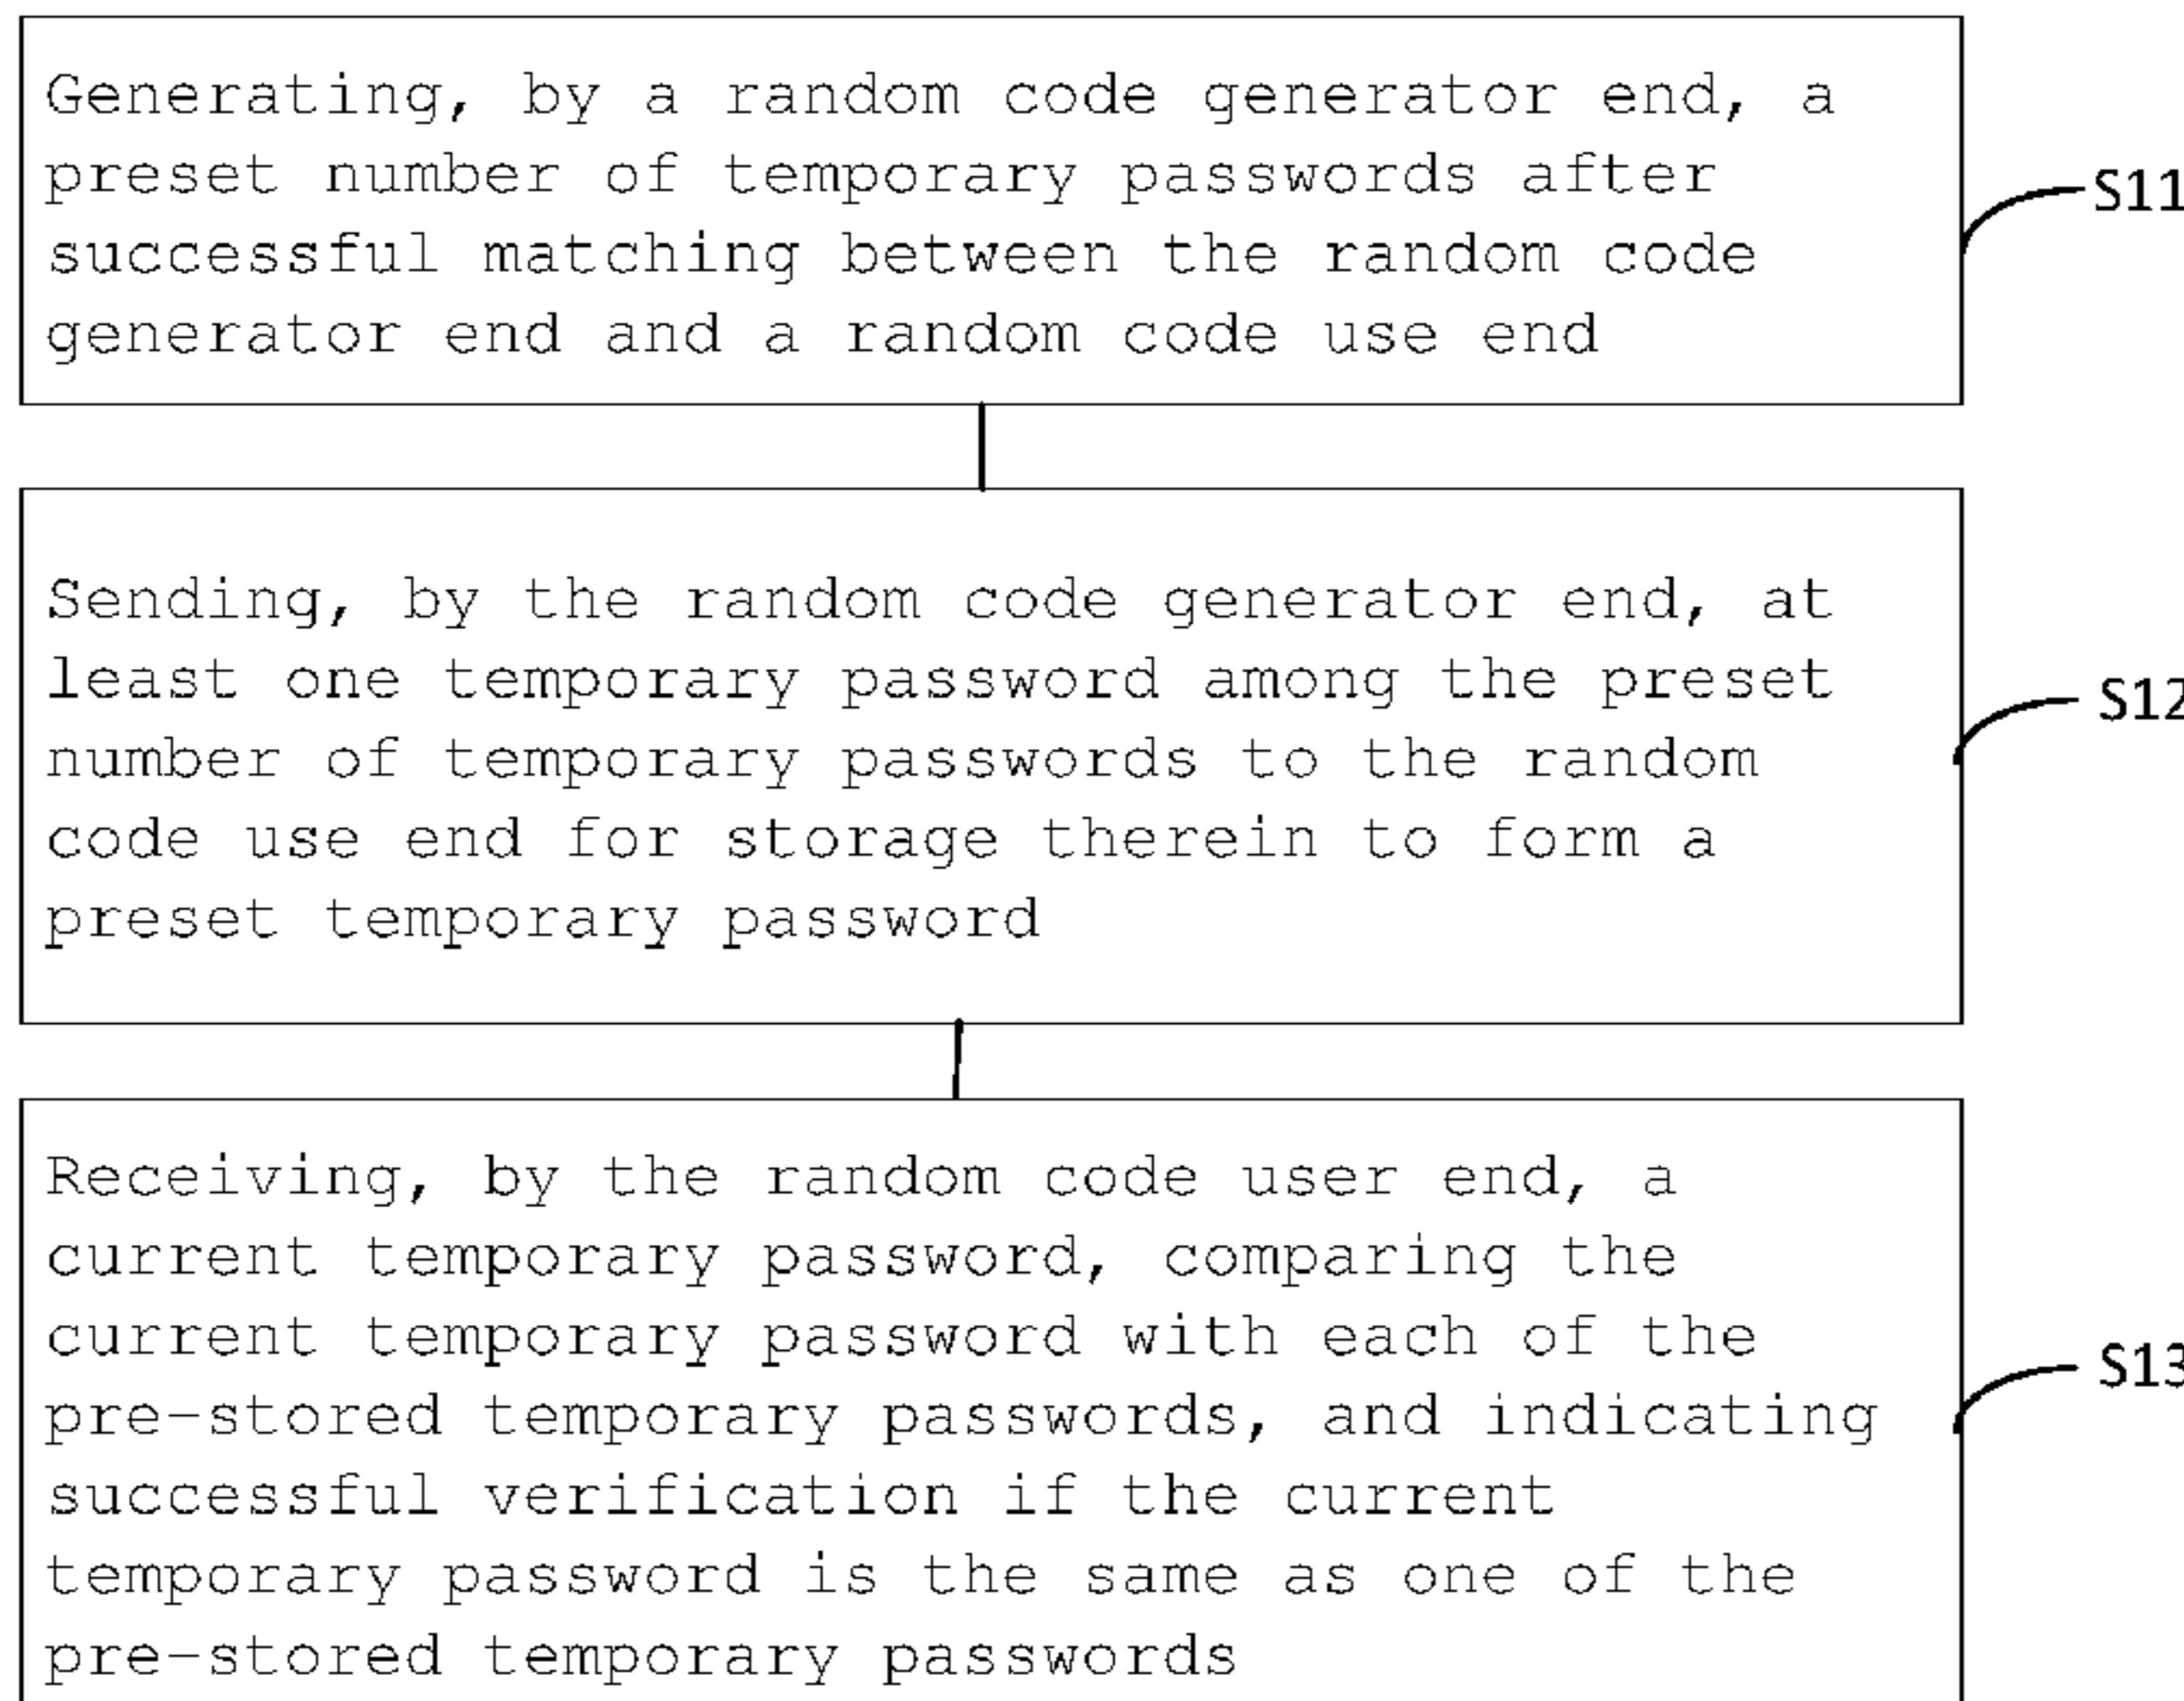 Generating, by a random code generator end, a
preset number of temporary passwords after
successful matching between the random code
generator end and a random code use end
S11
Sending, by the random code generator end, at
least one temporary password among the preset
number of temporary passwords to the random
code use end for storage therein to form a
preset temporary password
S12
Receiving, by the random code user end, a
current temporary password, comparing the
current temporary password with each of the
pre-stored temporary passwords, and indicating
successful verification if the current
temporary password is the same as one of the
pre-stored temporary passwords
S13